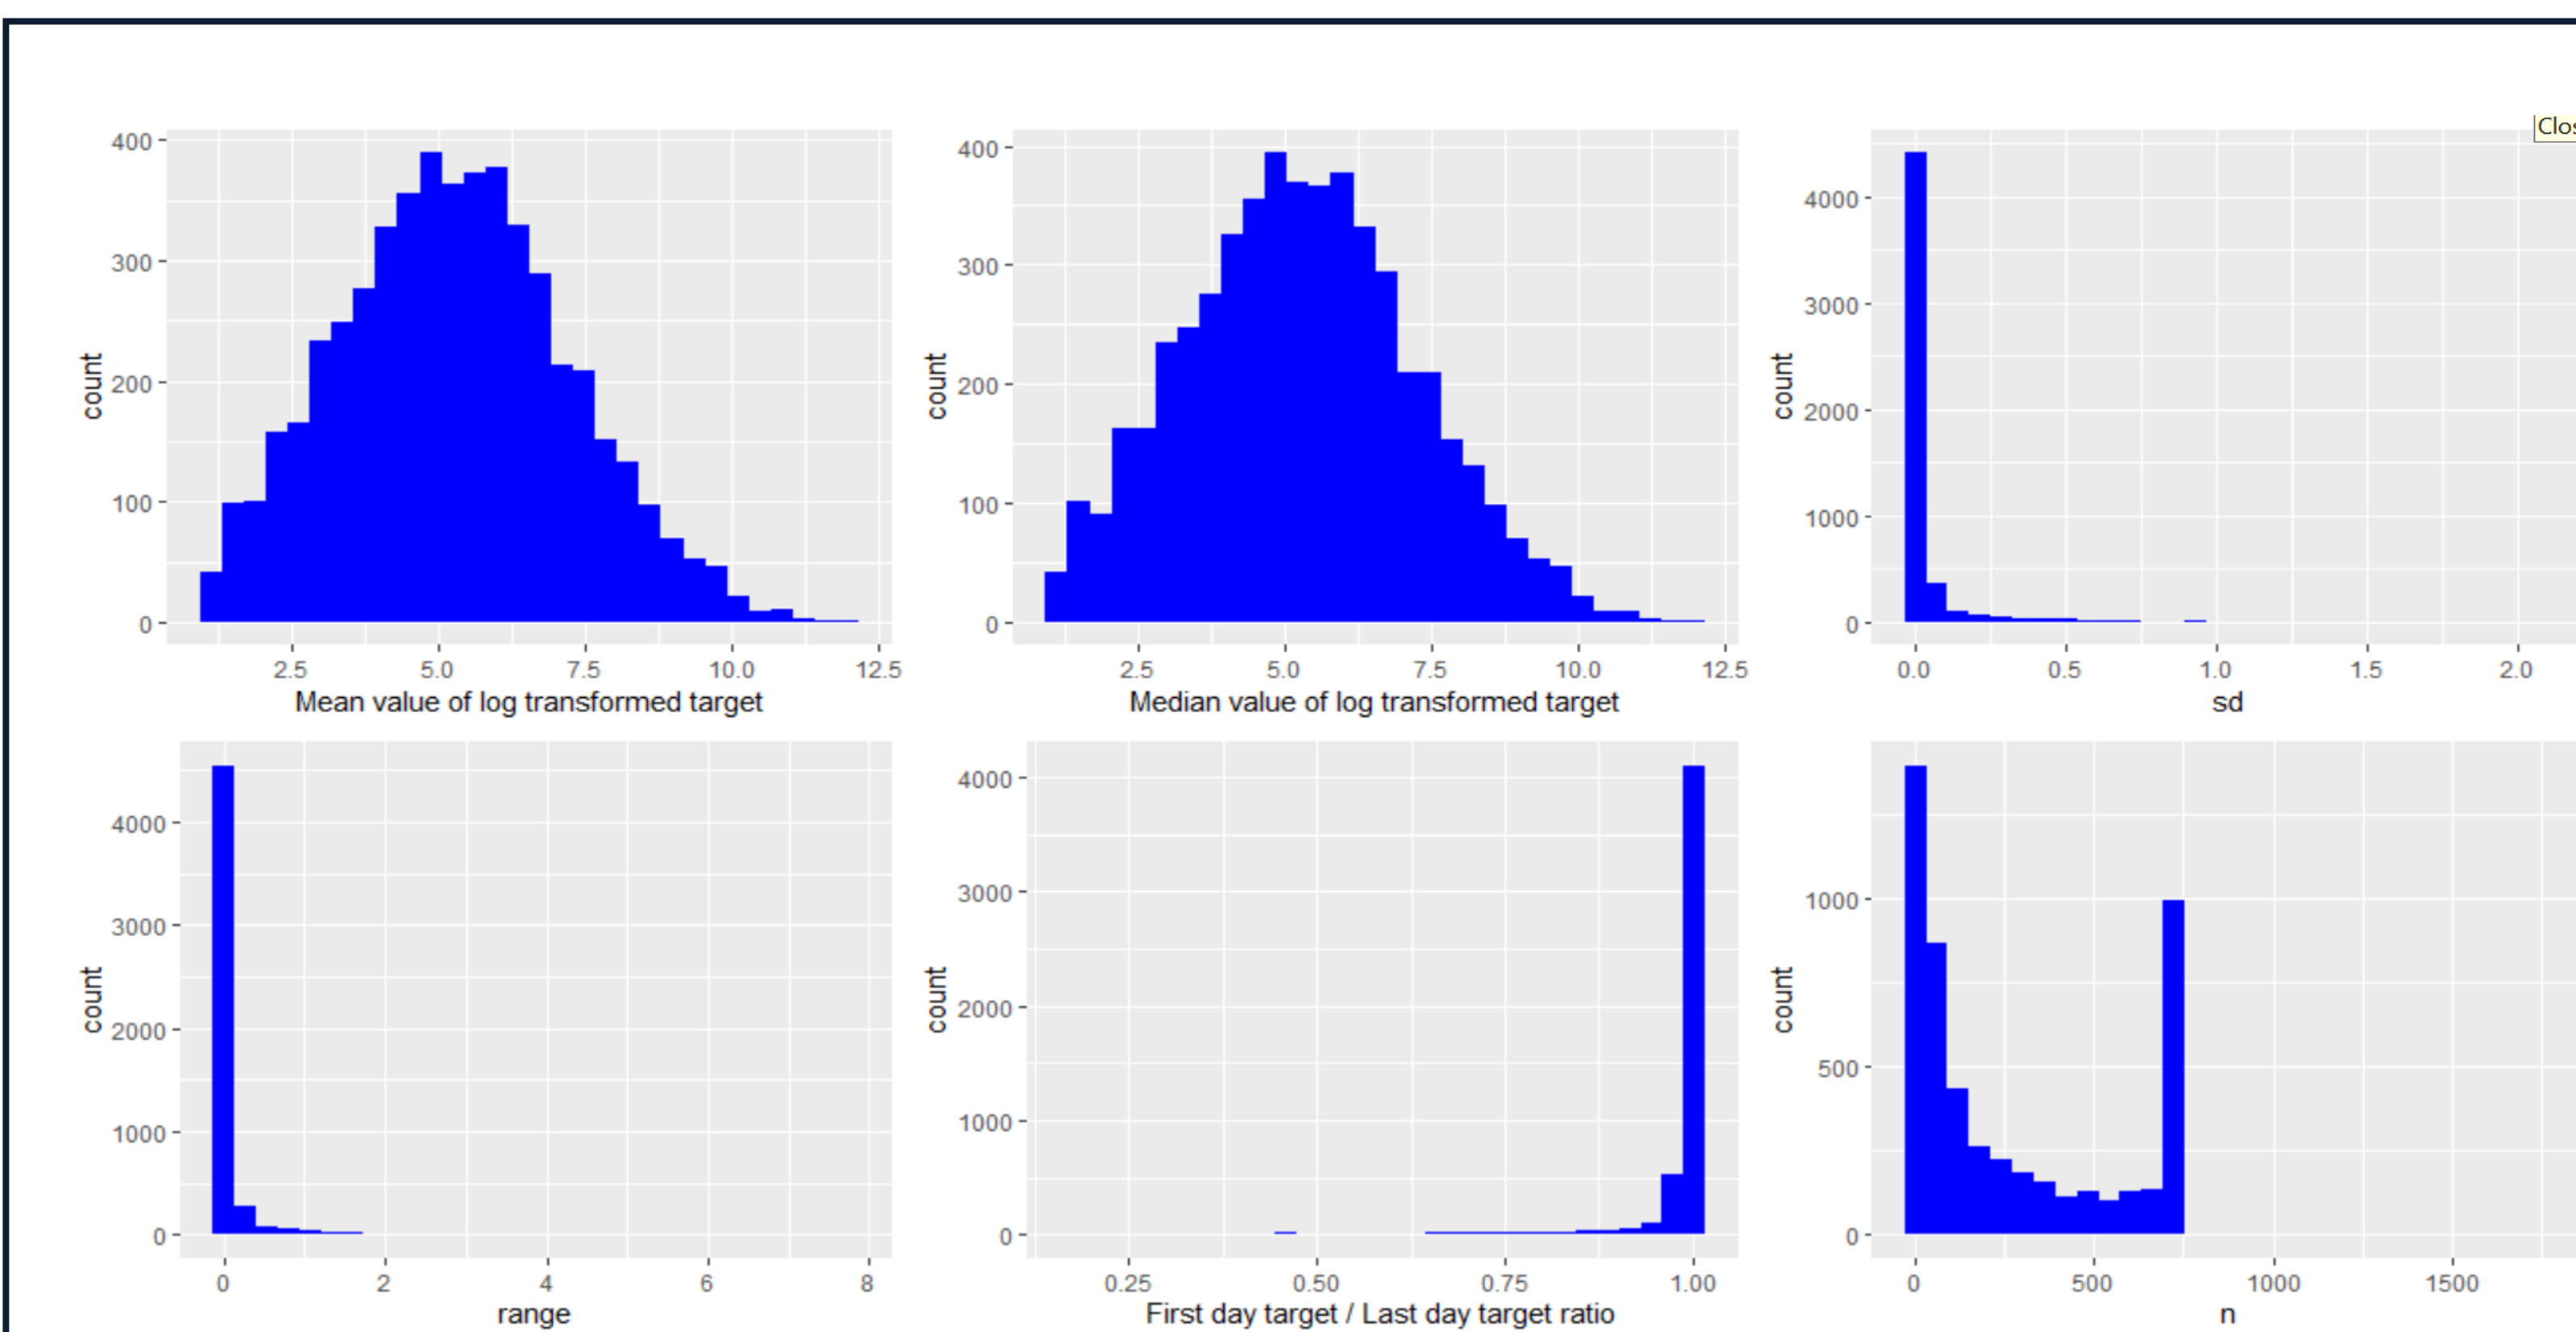 Clos
400
300
200
100
0
count
2.5 5.0 7.5 10.0 12.5
Mean value of log transformed target
400
300
200
100
0
count
2.5 5.0 7.5 10.0 12.5
Median value of log transformed target
4000
3000
2000
1000
0
count
0.0 0.5 1.0 1.5 2.0
sd
4000
3000
2000
1000
0
count
0 2 4 6 8
range
4000
3000
2000
1000
0
count
0.25 0.50 0.75 1.00
First day target / Last day target ratio
1000
500
0
count
0 500 1000 1500
n